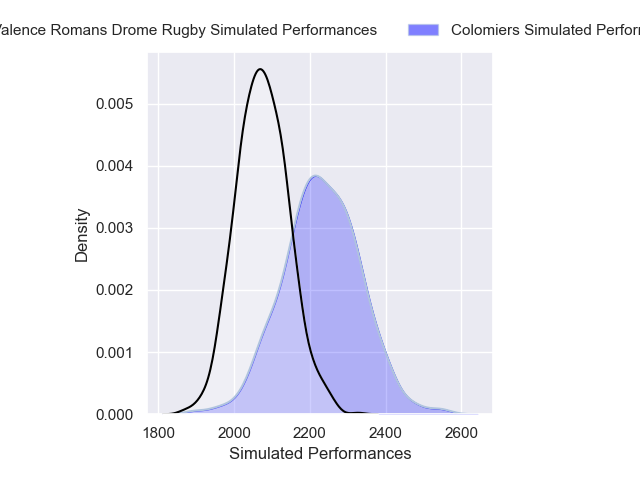 Valence Romans Drome Rugby Simulated Performances
Colomiers Simulated
0.005
0.004
0.003
0.002
0.001
0.000
Density
1800 2000 2200 2400 2600
Simulated Performances